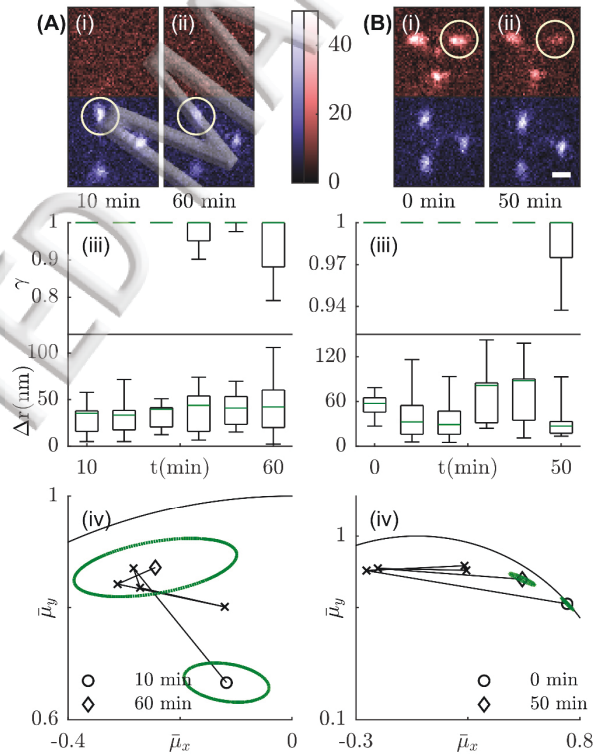 (A) (i) (ii)
40
20
0
10 min 60 min
(B) (i) (ii)
0 min 50 min
(iii)
1
0.9
0.8
γ
100
50
0
Δr(nm)
10 t(min) 60
(iii)
1
0.97
0.94
120
60
0
0 t(min) 50
(iv)
1
μ̄y
0.6
10 min
60 min
-0.4 μ̄x 0
(iv)
1
μ̄y
0.1
0 min
50 min
-0.3 μ̄x 0.8